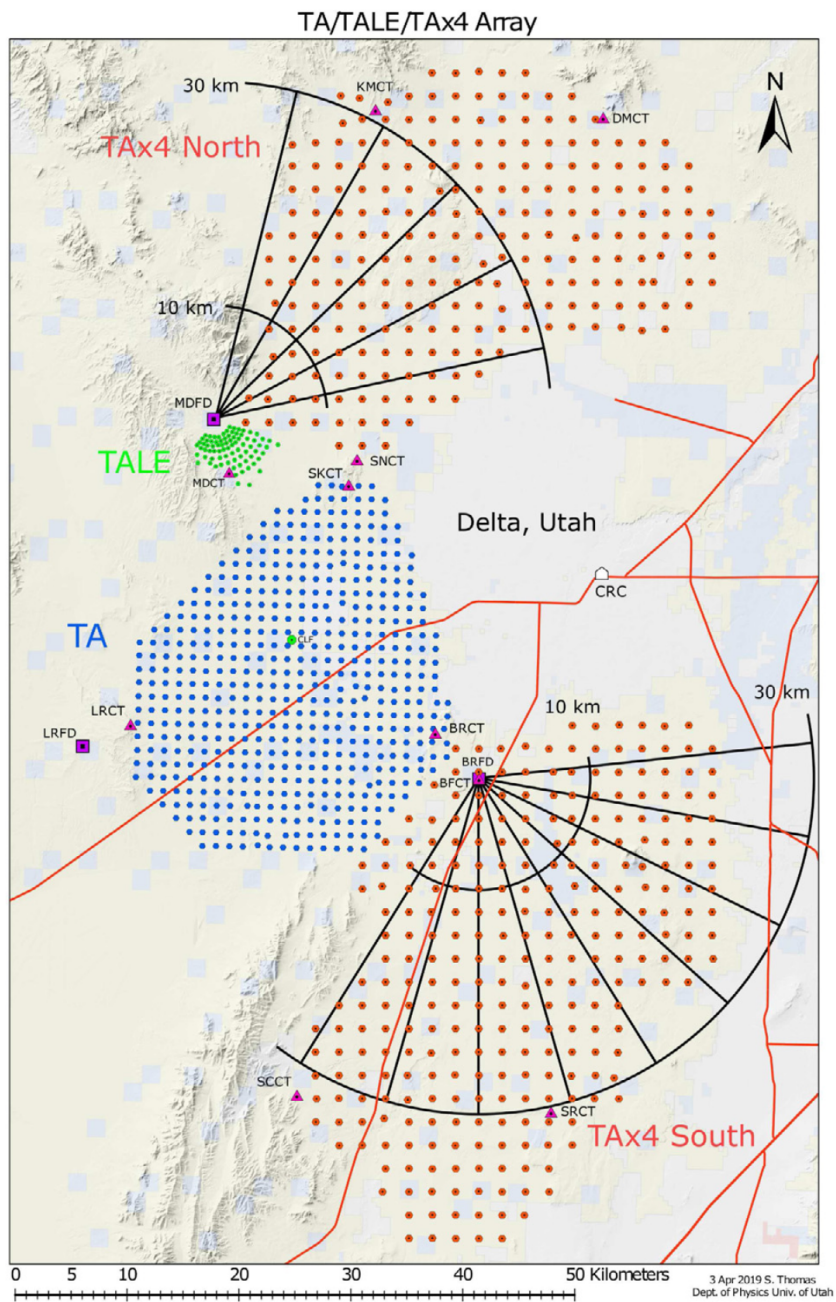 TA/TALE/TAx4 Array
30 km
KMCT
N
DMCT
TAx4 North
10 km
MDFD
TALE
SNCT
MDCT
SKCT
Delta, Utah
CRC
TA
CLF
LRCT
30 km
10 km
LRFD
BRCT
BRFD
BFCT
SCCT
SRCT
TAx4 South
0 5 10 20 30 40 50 Kilometers
3 Apr 2019 S. Thomas
Dept. of Physics Univ. of Utah